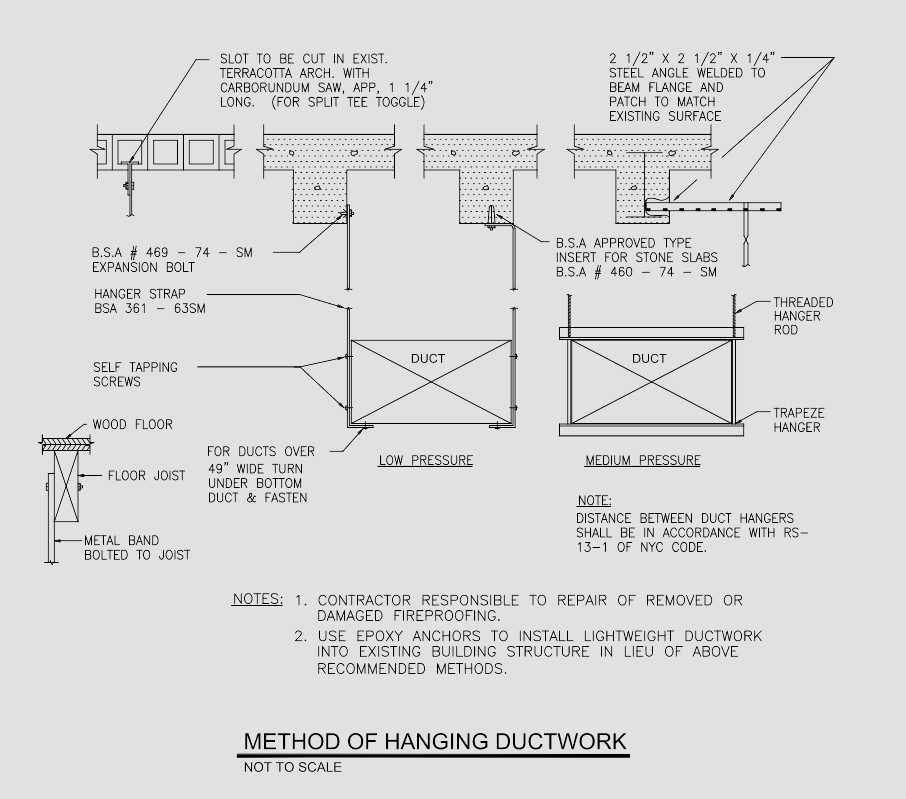 SLOT TO BE CUT IN EXIST.
TERRACOTTA ARCH. WITH
CARBORUNDUM SAW, APP, 1 1/4"
LONG. (FOR SPLIT TEE TOGGLE)
2 1/2" X 2 1/2" X 1/4"
STEEL ANGLE WELDED TO
BEAM FLANGE AND
PATCH TO MATCH
EXISTING SURFACE
B.S.A # 469 - 74 - SM
EXPANSION BOLT
B.S.A APPROVED TYPE
INSERT FOR STONE SLABS
B.S.A # 460 - 74 - SM
HANGER STRAP
BSA 361 - 63SM
THREADED
HANGER
ROD
SELF TAPPING
SCREWS
DUCT
DUCT
TRAPEZE
HANGER
WOOD FLOOR
FLOOR JOIST
METAL BAND
BOLTED TO JOIST
FOR DUCTS OVER
49" WIDE TURN
UNDER BOTTOM
DUCT & FASTEN
LOW PRESSURE
MEDIUM PRESSURE
NOTE:
DISTANCE BETWEEN DUCT HANGERS
SHALL BE IN ACCORDANCE WITH RS-
13-1 OF NYC CODE.
NOTES: 1. CONTRACTOR RESPONSIBLE TO REPAIR OF REMOVED OR
DAMAGED FIREPROOFING.
2. USE EPOXY ANCHORS TO INSTALL LIGHTWEIGHT DUCTWORK
INTO EXISTING BUILDING STRUCTURE IN LIEU OF ABOVE
RECOMMENDED METHODS.
METHOD OF HANGING DUCTWORK
NOT TO SCALE